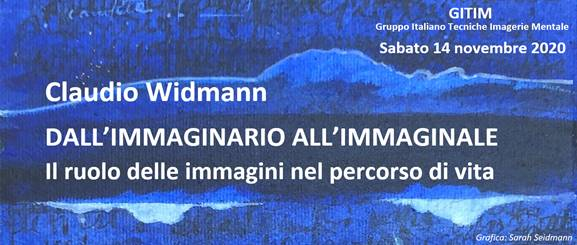 GITIM
Gruppo Italiano Tecniche Imagerie Mentale
Sabato 14 novembre 2020
Claudio Widmann
DALL’IMMAGINARIO ALL’IMMAGINALE
Il ruolo delle immagini nel percorso di vita
Grafica: Sarah Seidmann